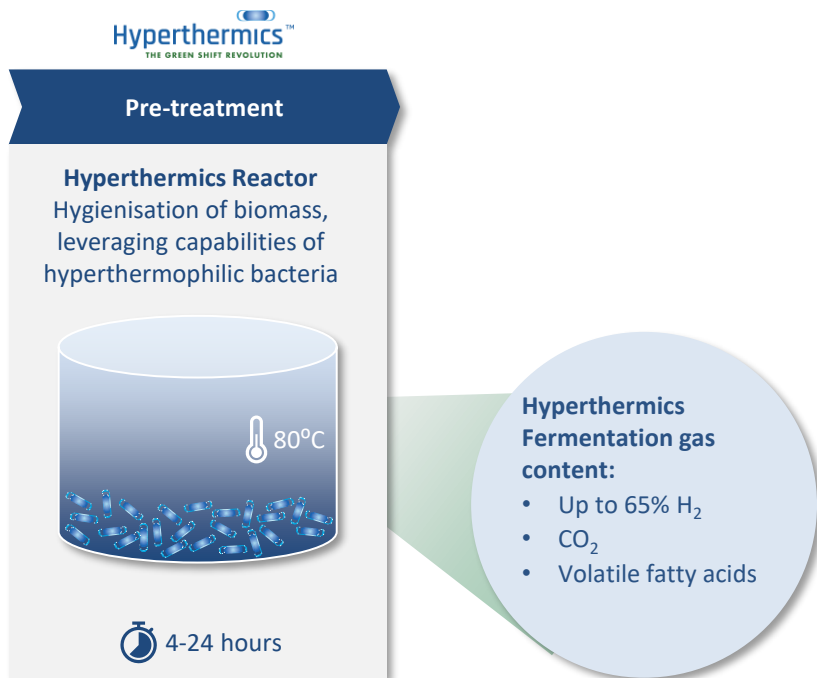 Hyperthermics™
THE GREEN SHIFT REVOLUTION
Pre-treatment
Hyperthermics Reactor
Hygienisation of biomass,
leveraging capabilities of
hyperthermophilic bacteria
80⁰C
4-24 hours
Hyperthermics
Fermentation gas
content:
• Up to 65% H₂
• CO₂
• Volatile fatty acids